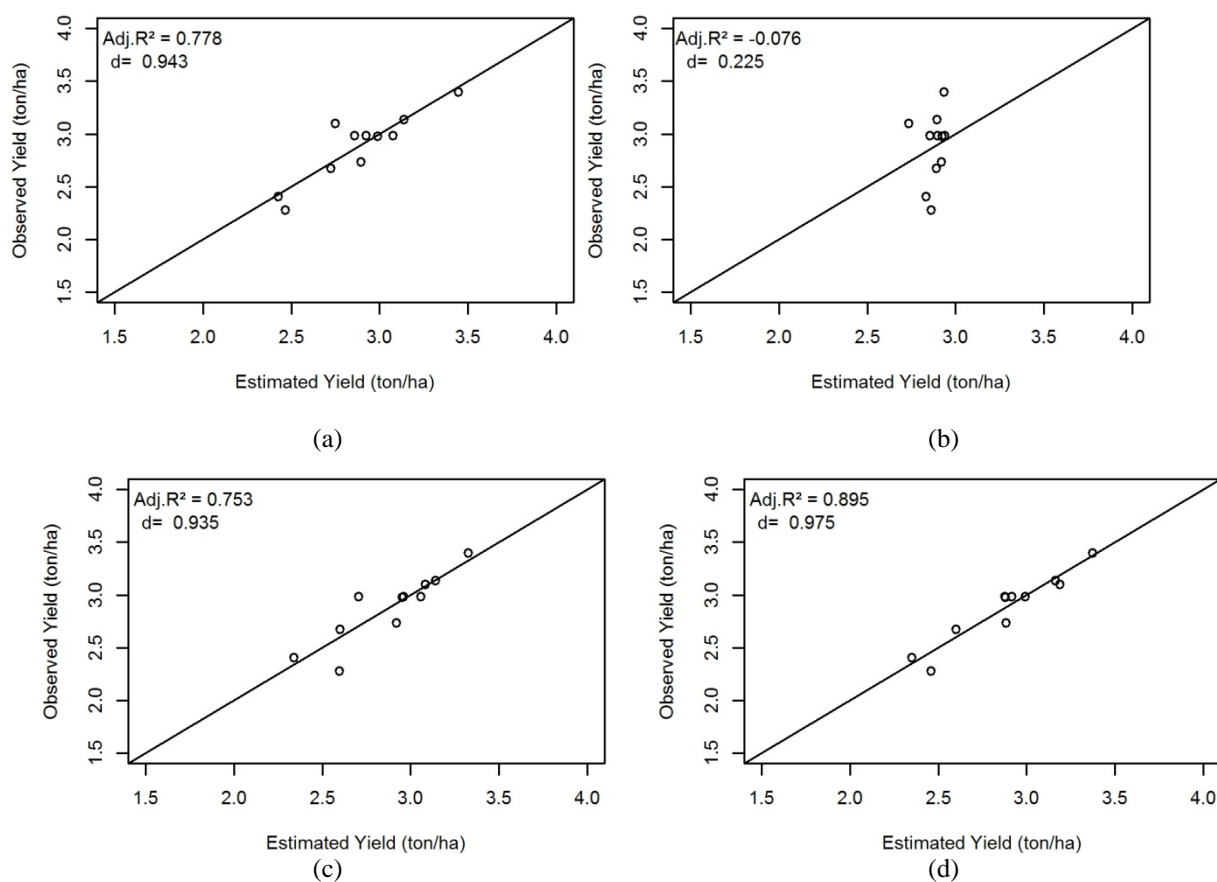 Adj.R² = 0.778
d= 0.943
Observed Yield (ton/ha)
4.0
3.5
3.0
2.5
2.0
1.5
1.5 2.0 2.5 3.0 3.5 4.0
Estimated Yield (ton/ha)
(a)
Adj.R² = -0.076
d= 0.225
Observed Yield (ton/ha)
4.0
3.5
3.0
2.5
2.0
1.5
1.5 2.0 2.5 3.0 3.5 4.0
Estimated Yield (ton/ha)
(b)
Adj.R² = 0.753
d= 0.935
Observed Yield (ton/ha)
4.0
3.5
3.0
2.5
2.0
1.5
1.5 2.0 2.5 3.0 3.5 4.0
Estimated Yield (ton/ha)
(c)
Adj.R² = 0.895
d= 0.975
Observed Yield (ton/ha)
4.0
3.5
3.0
2.5
2.0
1.5
1.5 2.0 2.5 3.0 3.5 4.0
Estimated Yield (ton/ha)
(d)